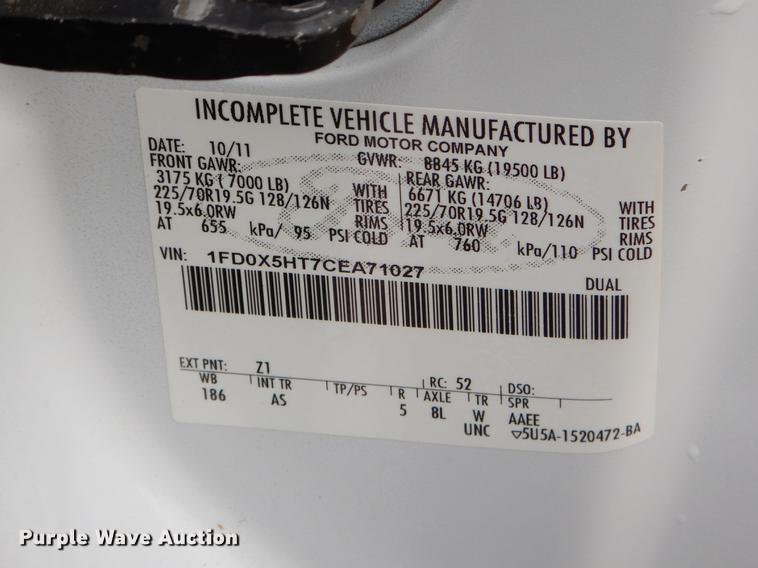 INCOMPLETE VEHICLE MANUFACTURED BY
FORD MOTOR COMPANY
DATE: 10/11 GVWR: 8845 KG (19500 LB)
FRONT GAWR: REAR GAWR:
3175 KG (7000 LB) WITH 6671 KG (14706 LB) WITH
225/70R19.5G 128/126N TIRES 225/70R19.5G 128/126N TIRES
19.5x6.0RW RIMS 19.5x6.0RW RIMS
AT 655 kPa/ 95 PSI COLD AT 760 kPa/110 PSI COLD
VIN: 1FD0X5HT7CEA71027
DUAL
EXT PNT: Z1 RC: 52 DSO:
WB INT TR TP/PS R AXLE TR SPR
186 AS 5 8L W AAEE
UNC ▽5U5A-1520472-BA
Purple Wave Auction